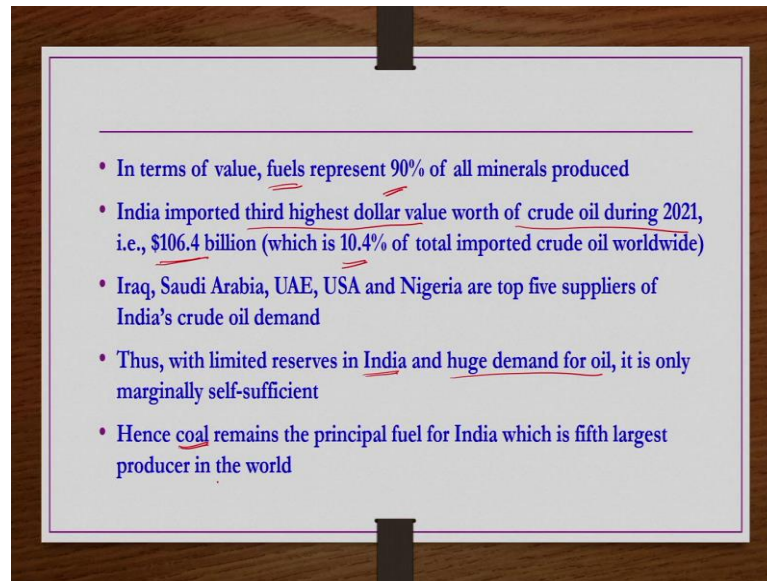 • In terms of value, fuels represent 90% of all minerals produced
• India imported third highest dollar value worth of crude oil during 2021,
i.e., $106.4 billion (which is 10.4% of total imported crude oil worldwide)
• Iraq, Saudi Arabia, UAE, USA and Nigeria are top five suppliers of
India's crude oil demand
• Thus, with limited reserves in India and huge demand for oil, it is only
marginally self-sufficient
• Hence coal remains the principal fuel for India which is fifth largest
producer in the world